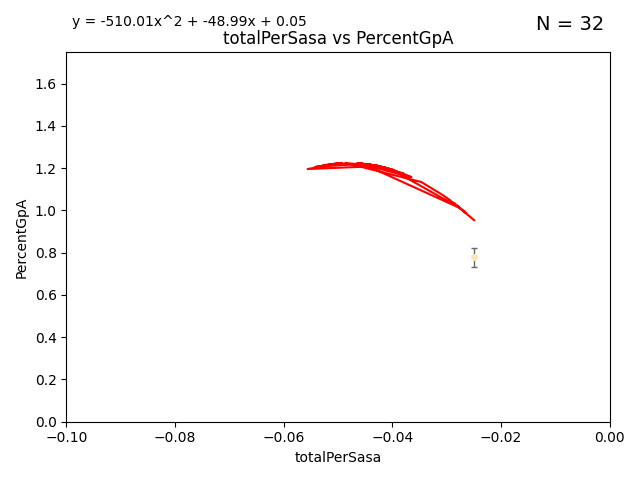 y = -510.01x^2 + -48.99x + 0.05
N = 32
totalPerSasa vs PercentGpA
PercentGpA
1.6
1.4
1.2
1.0
0.8
0.6
0.4
0.2
0.0
−0.10 −0.08 −0.06 −0.04 −0.02 0.00
totalPerSasa